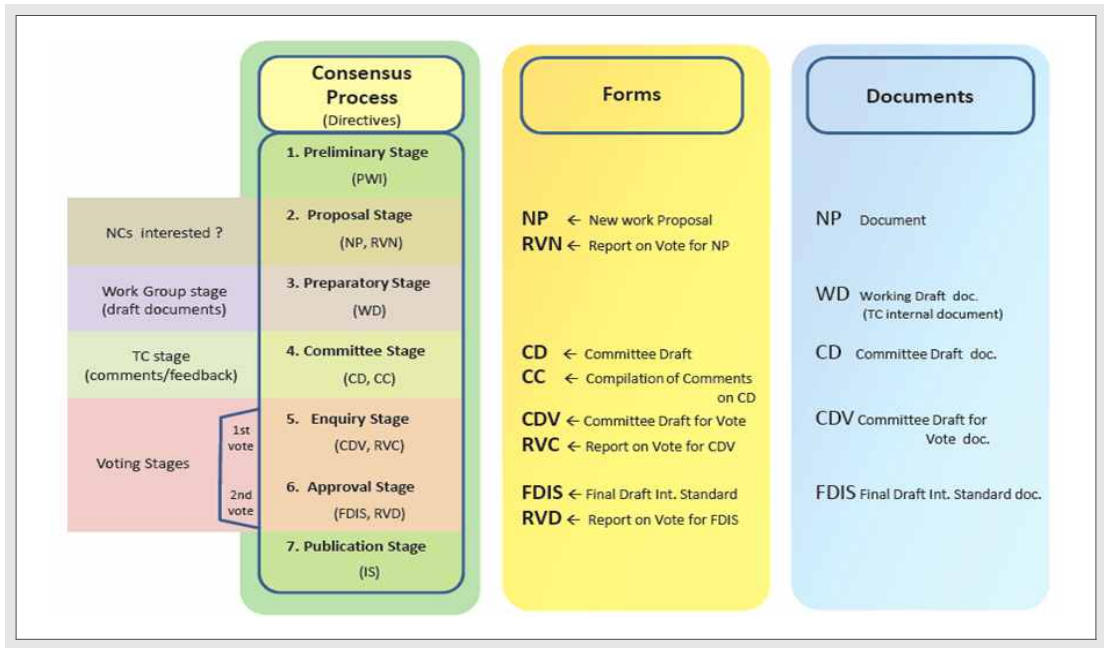 Consensus
Process
(Directives)
Forms
Documents
1. Preliminary Stage
(PWI)
NCs interested ?
2. Proposal Stage
(NP, RVN)
NP ← New work Proposal
RVN ← Report on Vote for NP
NP Document
Work Group stage
(draft documents)
3. Preparatory Stage
(WD)
WD Working Draft doc.
(TC internal document)
TC stage
(comments/feedback)
4. Committee Stage
(CD, CC)
CD ← Committee Draft
CC ← Compilation of Comments
on CD
CD Committee Draft doc.
Voting Stages
1st
vote
5. Enquiry Stage
(CDV, RVC)
CDV ← Committee Draft for Vote
RVC ← Report on Vote for CDV
CDV Committee Draft for
Vote doc.
2nd
vote
6. Approval Stage
(FDIS, RVD)
FDIS ← Final Draft Int. Standard
RVD ← Report on Vote for FDIS
FDIS Final Draft Int. Standard doc.
7. Publication Stage
(IS)